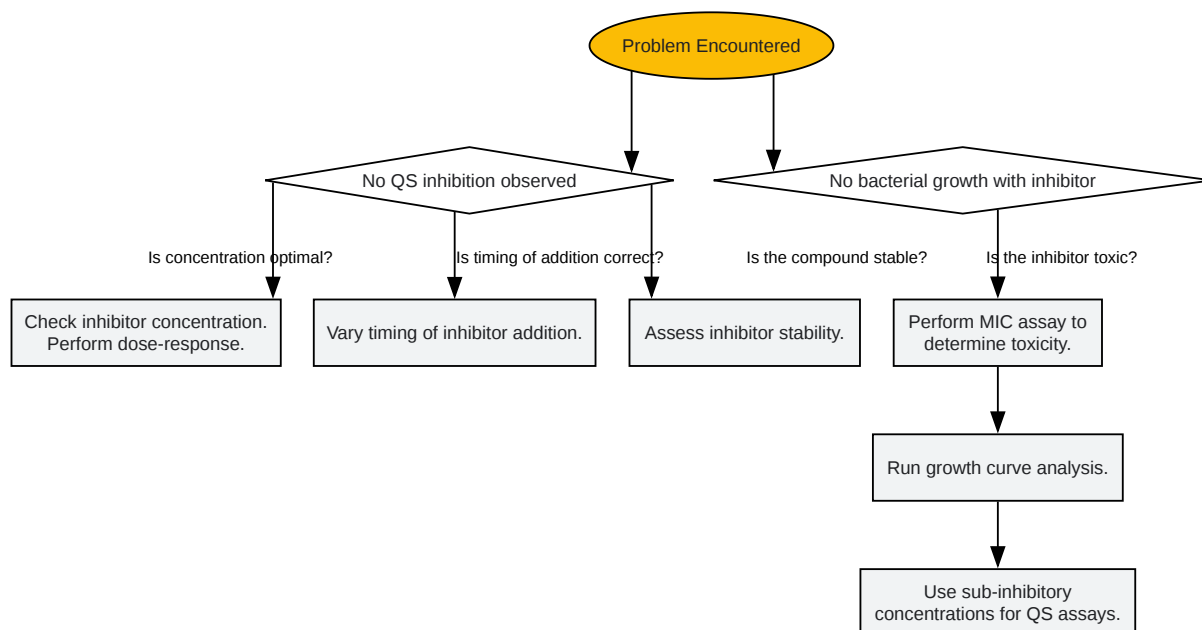 Problem Encountered
No QS inhibition observed
No bacterial growth with inhibitor
Is concentration optimal?
Is timing of addition correct?
Is the compound stable?
Is the inhibitor toxic?
Check inhibitor concentration.
Perform dose-response.
Vary timing of inhibitor addition.
Assess inhibitor stability.
Perform MIC assay to
determine toxicity.
Run growth curve analysis.
Use sub-inhibitory
concentrations for QS assays.